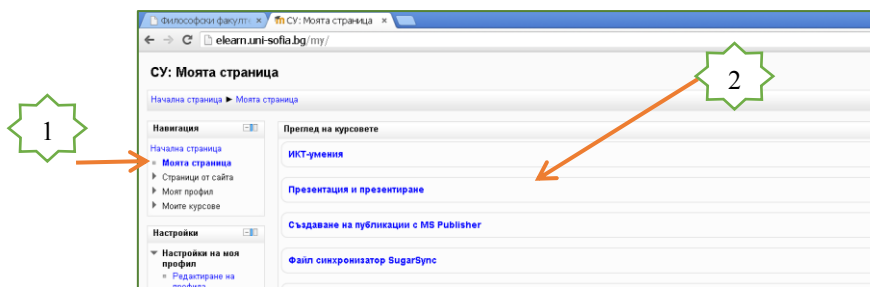 Философски факулте
СУ: Моята страница
elearn.uni-sofia.bg/my/
СУ: Моята страница
Начална страница ► Моята страница
1
2
Навигация
Начална страница
Моята страница
Страници от сайта
Моят профил
Моите курсове
Настройки
Настройки на моя
профил
Редактиране на
профила
Преглед на курсовете
ИКТ-умения
Презентация и презентиране
Създаване на публикации с MS Publisher
Файл синхронизатор SugarSync